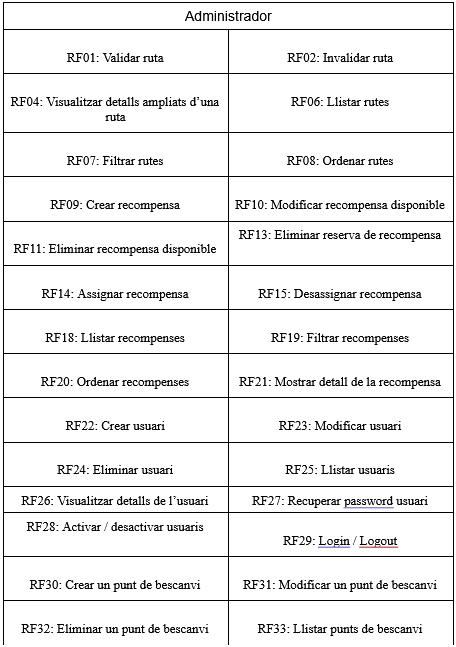 Administrador
RF01: Validar ruta
RF02: Invalidar ruta
RF04: Visualitzar detalls ampliats d’una
ruta
RF06: Llistar rutes
RF07: Filtrar rutes
RF08: Ordenar rutes
RF09: Crear recompensa
RF10: Modificar recompensa disponible
RF11: Eliminar recompensa disponible
RF13: Eliminar reserva de recompensa
RF14: Assignar recompensa
RF15: Desassignar recompensa
RF18: Llistar recompenses
RF19: Filtrar recompenses
RF20: Ordenar recompenses
RF21: Mostrar detall de la recompensa
RF22: Crear usuari
RF23: Modificar usuari
RF24: Eliminar usuari
RF25: Llistar usuaris
RF26: Visualitzar detalls de l’usuari
RF27: Recuperar password usuari
RF28: Activar / desactivar usuaris
RF29: Login / Logout
RF30: Crear un punt de bescanvi
RF31: Modificar un punt de bescanvi
RF32: Eliminar un punt de bescanvi
RF33: Llistar punts de bescanvi